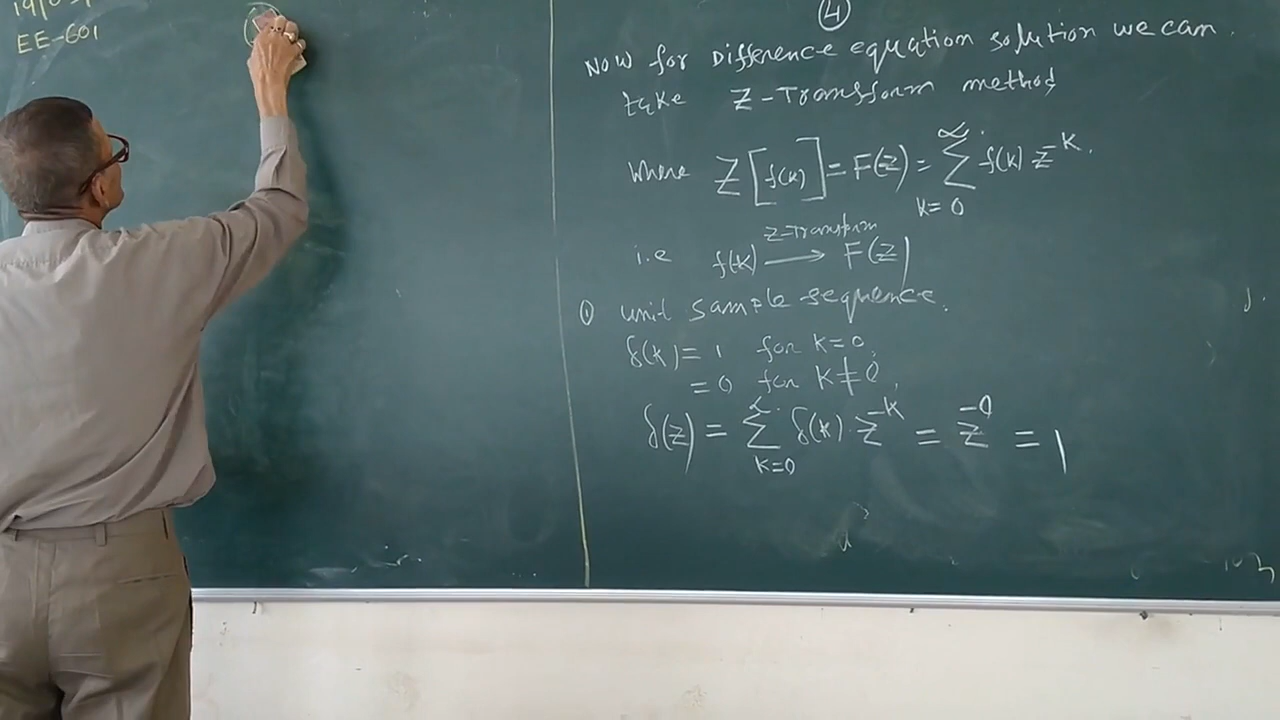 EE-601
④
Now for Difference equation solution we can
take Z-Transform method
where Z[f(k)] = F(z) = ∑_{k=0}^{∞} f(k) z^{-k}.
i.e f(k) \xrightarrow{Z-Transform} F(z)
① unit sample sequence.
δ(k) = 1 for k=0,
= 0 for k≠0,
δ(z) = ∑_{k=0}^{∞} δ(k) . z^{-k} = z^{-0} = 1